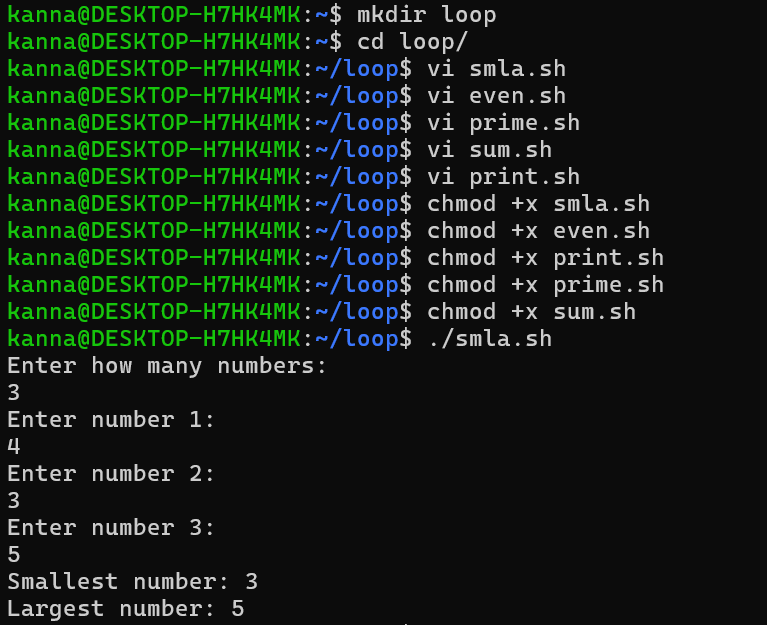 kanna@DESKTOP-H7HK4MK:~$ mkdir loop
kanna@DESKTOP-H7HK4MK:~$ cd loop/
kanna@DESKTOP-H7HK4MK:~/loop$ vi smla.sh
kanna@DESKTOP-H7HK4MK:~/loop$ vi even.sh
kanna@DESKTOP-H7HK4MK:~/loop$ vi prime.sh
kanna@DESKTOP-H7HK4MK:~/loop$ vi sum.sh
kanna@DESKTOP-H7HK4MK:~/loop$ vi print.sh
kanna@DESKTOP-H7HK4MK:~/loop$ chmod +x smla.sh
kanna@DESKTOP-H7HK4MK:~/loop$ chmod +x even.sh
kanna@DESKTOP-H7HK4MK:~/loop$ chmod +x print.sh
kanna@DESKTOP-H7HK4MK:~/loop$ chmod +x prime.sh
kanna@DESKTOP-H7HK4MK:~/loop$ chmod +x sum.sh
kanna@DESKTOP-H7HK4MK:~/loop$ ./smla.sh
Enter how many numbers:
3
Enter number 1:
4
Enter number 2:
3
Enter number 3:
5
Smallest number: 3
Largest number: 5